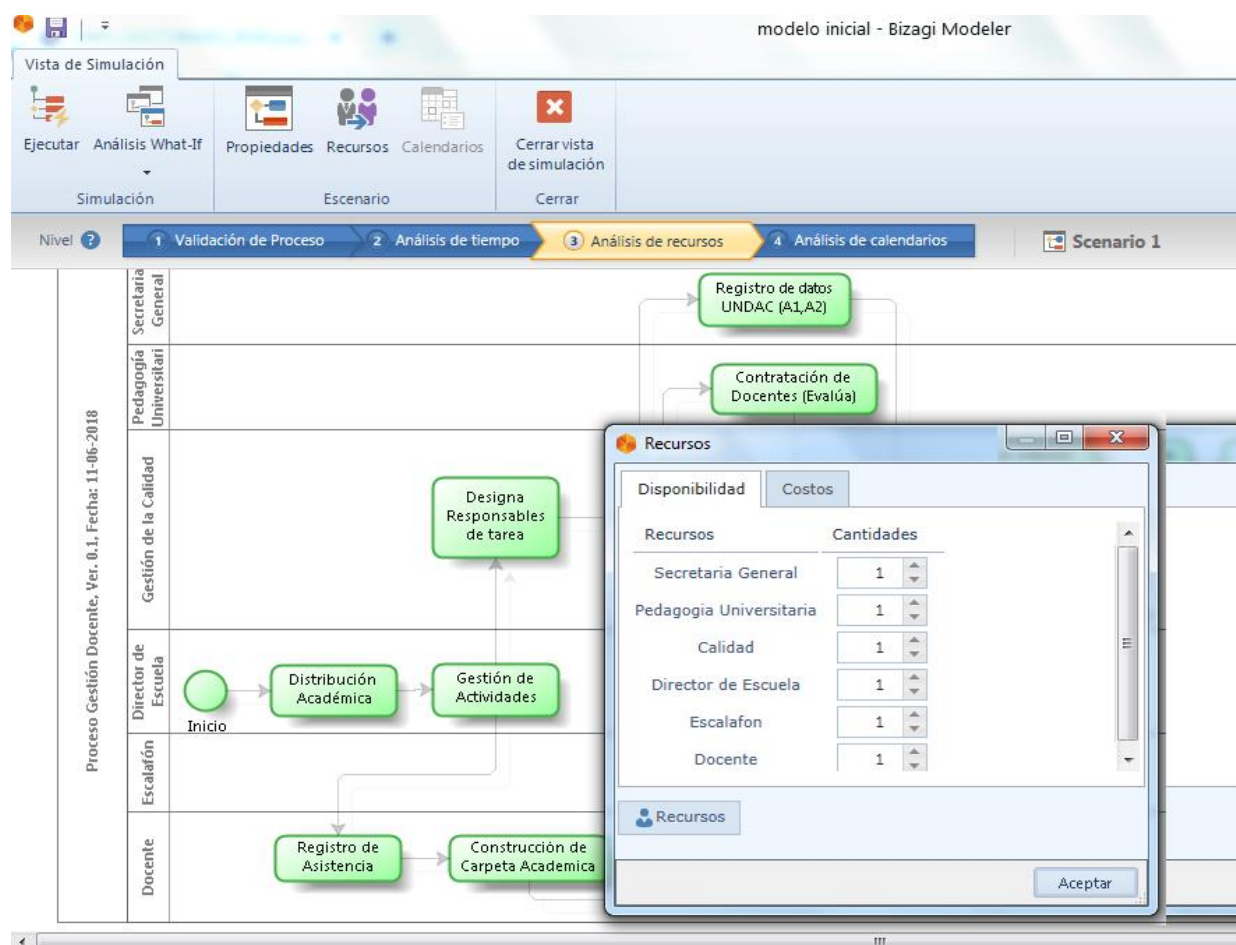 modelo inicial - Bizagi Modeler
Vista de Simulación
Ejecutar
Análisis What-If
Propiedades
Recursos
Calendarios
Cerrar vista
de simulación
Simulación
Escenario
Cerrar
Nivel ?
1 Validación de Proceso
2 Análisis de tiempo
3 Análisis de recursos
4 Análisis de calendarios
Scenario 1
Proceso Gestión Docente, Ver. 0.1, Fecha: 11-06-2018
Secretaria
General
Registro de datos
UNDAC (A1,A2)
Pedagogía
Universitari
Contratación de
Docentes (Evalúa)
Gestión de la Calidad
Designa
Responsables
de tarea
Director de
Escuela
Inicio
Distribución
Académica
Gestión de
Actividades
Escalafón
Docente
Registro de
Asistencia
Construcción de
Carpeta Academica
Recursos
Disponibilidad
Costos
Recursos
Cantidades
Secretaria General 1
Pedagogia Universitaria 1
Calidad 1
Director de Escuela 1
Escalafon 1
Docente 1
Recursos
Aceptar